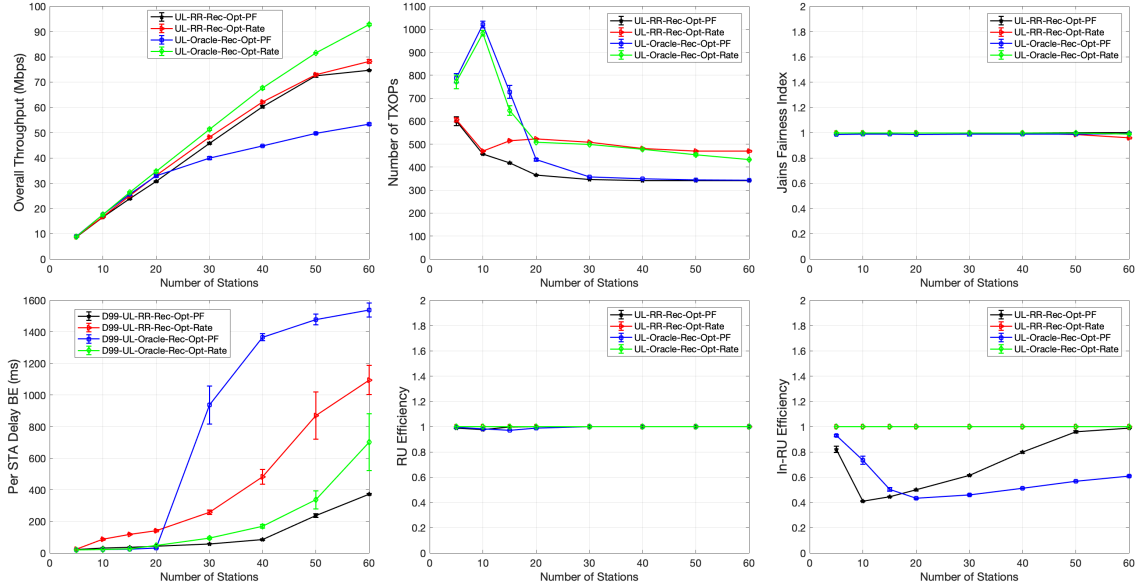 100
90
80
70
60
50
40
30
20
10
0
0 10 20 30 40 50 60
Number of Stations
Overall Throughput (Mbps)
UL-RR-Rec-Opt-PF
UL-RR-Rec-Opt-Rate
UL-Oracle-Rec-Opt-PF
UL-Oracle-Rec-Opt-Rate
1100
1000
900
800
700
600
500
400
300
200
100
0
0 10 20 30 40 50 60
Number of Stations
Number of TXOPs
UL-RR-Rec-Opt-PF
UL-RR-Rec-Opt-Rate
UL-Oracle-Rec-Opt-PF
UL-Oracle-Rec-Opt-Rate
2
1.8
1.6
1.4
1.2
1
0.8
0.6
0.4
0.2
0
0 10 20 30 40 50 60
Number of Stations
Jains Fairness Index
UL-RR-Rec-Opt-PF
UL-RR-Rec-Opt-Rate
UL-Oracle-Rec-Opt-PF
UL-Oracle-Rec-Opt-Rate
1600
1400
1200
1000
800
600
400
200
0
0 10 20 30 40 50 60
Number of Stations
Per STA Delay BE (ms)
D99-UL-RR-Rec-Opt-PF
D99-UL-RR-Rec-Opt-Rate
D99-UL-Oracle-Rec-Opt-PF
D99-UL-Oracle-Rec-Opt-Rate
2
1.8
1.6
1.4
1.2
1
0.8
0.6
0.4
0.2
0
0 10 20 30 40 50 60
Number of Stations
RU Efficiency
UL-RR-Rec-Opt-PF
UL-RR-Rec-Opt-Rate
UL-Oracle-Rec-Opt-PF
UL-Oracle-Rec-Opt-Rate
2
1.8
1.6
1.4
1.2
1
0.8
0.6
0.4
0.2
0
0 10 20 30 40 50 60
Number of Stations
In-RU Efficiency
UL-RR-Rec-Opt-PF
UL-RR-Rec-Opt-Rate
UL-Oracle-Rec-Opt-PF
UL-Oracle-Rec-Opt-Rate